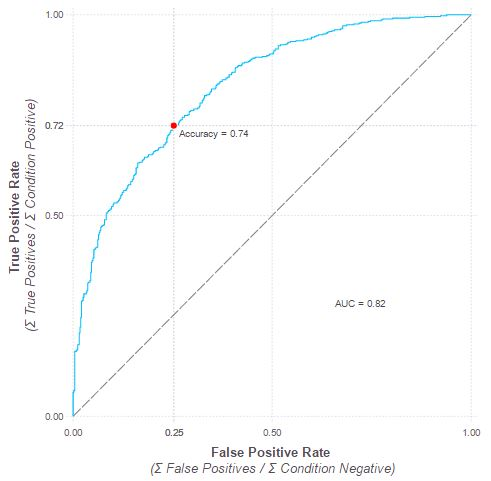 1.00
0.72
Accuracy = 0.74
0.50
True Positive Rate
(Σ True Positives / Σ Condition Positive)
AUC = 0.82
0.00
0.00
0.25
0.50
1.00
False Positive Rate
(Σ False Positives / Σ Condition Negative)